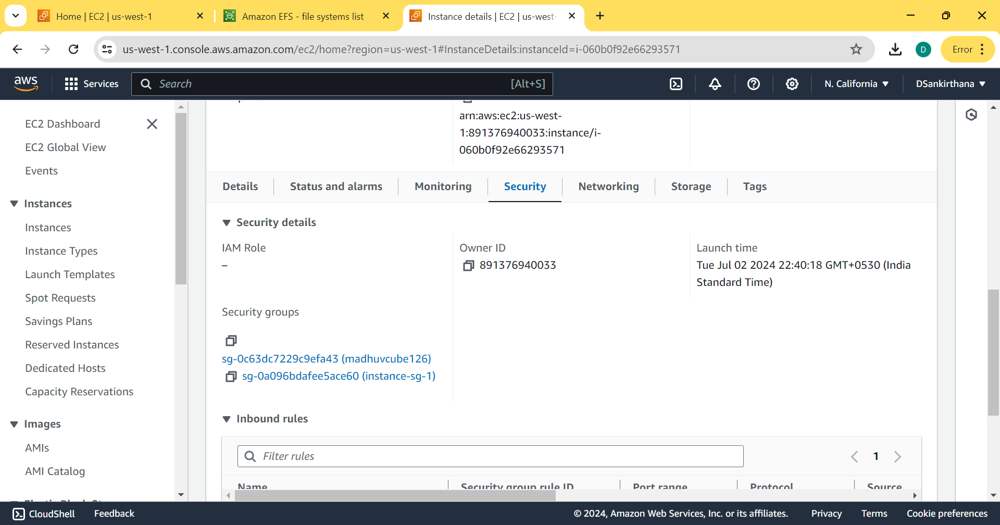 Home | EC2 | us-west-1
Amazon EFS - file systems list
Instance details | EC2 | us-west-
us-west-1.console.aws.amazon.com/ec2/home?region=us-west-1#InstanceDetails:instanceId=i-060b0f92e66293571
D
Error
aws
Services
Search
[Alt+S]
N. California
DSankirthana
EC2 Dashboard
EC2 Global View
Events
Instances
Instances
Instance Types
Launch Templates
Spot Requests
Savings Plans
Reserved Instances
Dedicated Hosts
Capacity Reservations
Images
AMIs
AMI Catalog
arn:aws:ec2:us-west-
1:891376940033:instance/i-
060b0f92e66293571
Details
Status and alarms
Monitoring
Security
Networking
Storage
Tags
Security details
IAM Role
–
Owner ID
891376940033
Launch time
Tue Jul 02 2024 22:40:18 GMT+0530 (India
Standard Time)
Security groups
sg-0c63dc7229c9efa43 (madhuvcube126)
sg-0a096bdafee5ace60 (instance-sg-1)
Inbound rules
Filter rules
1
Name
Security group rule ID
Port range
Protocol
Source
CloudShell
Feedback
© 2024, Amazon Web Services, Inc. or its affiliates.
Privacy
Terms
Cookie preferences